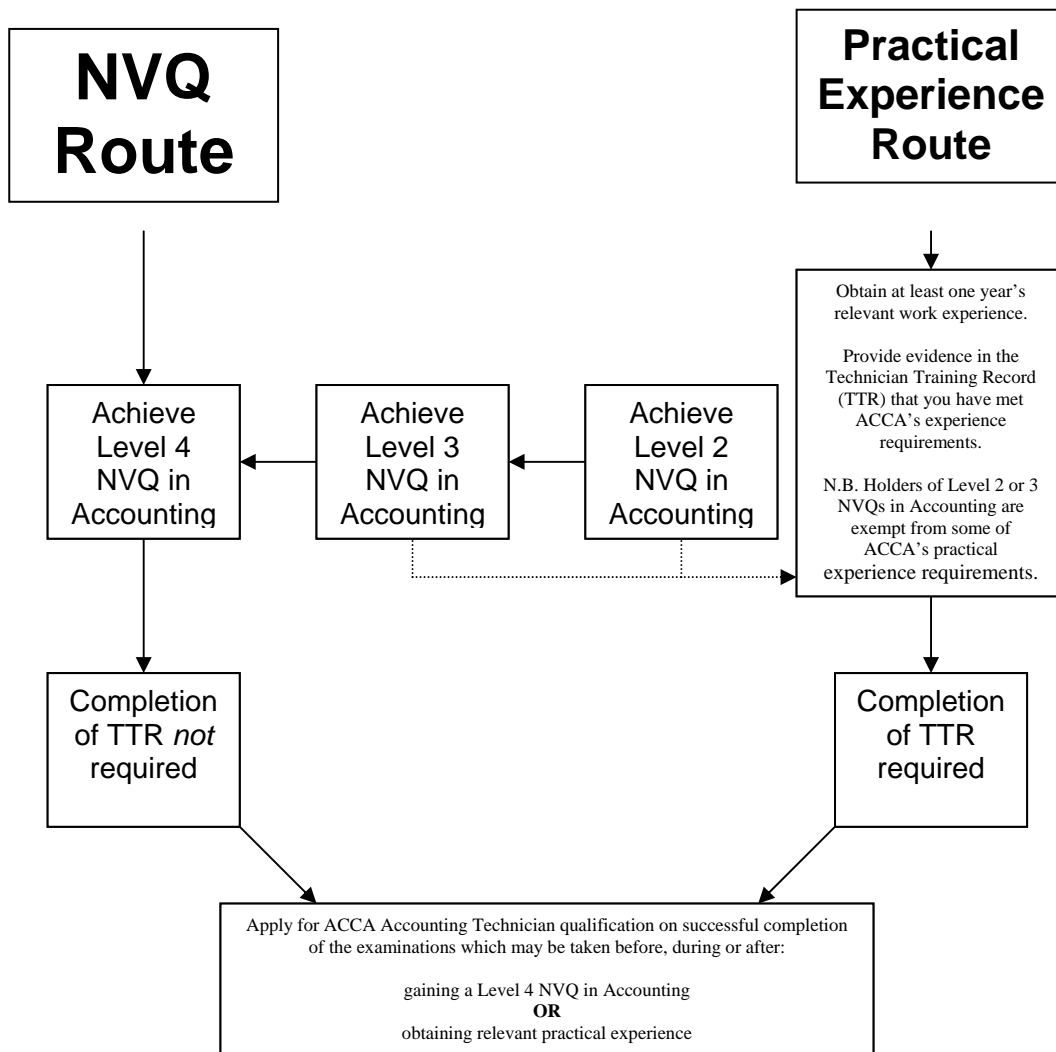 NVQ
Route
Practical
Experience
Route
Obtain at least one year’s
relevant work experience.
Provide evidence in the
Technician Training Record
(TTR) that you have met
ACCA’s experience
requirements.
N.B. Holders of Level 2 or 3
NVQs in Accounting are
exempt from some of
ACCA’s practical
experience requirements.
Achieve
Level 4
NVQ in
Accounting
Achieve
Level 3
NVQ in
Accounting
Achieve
Level 2
NVQ in
Accounting
Completion
of TTR not
required
Completion
of TTR
required
Apply for ACCA Accounting Technician qualification on successful completion
of the examinations which may be taken before, during or after:
gaining a Level 4 NVQ in Accounting
OR
obtaining relevant practical experience